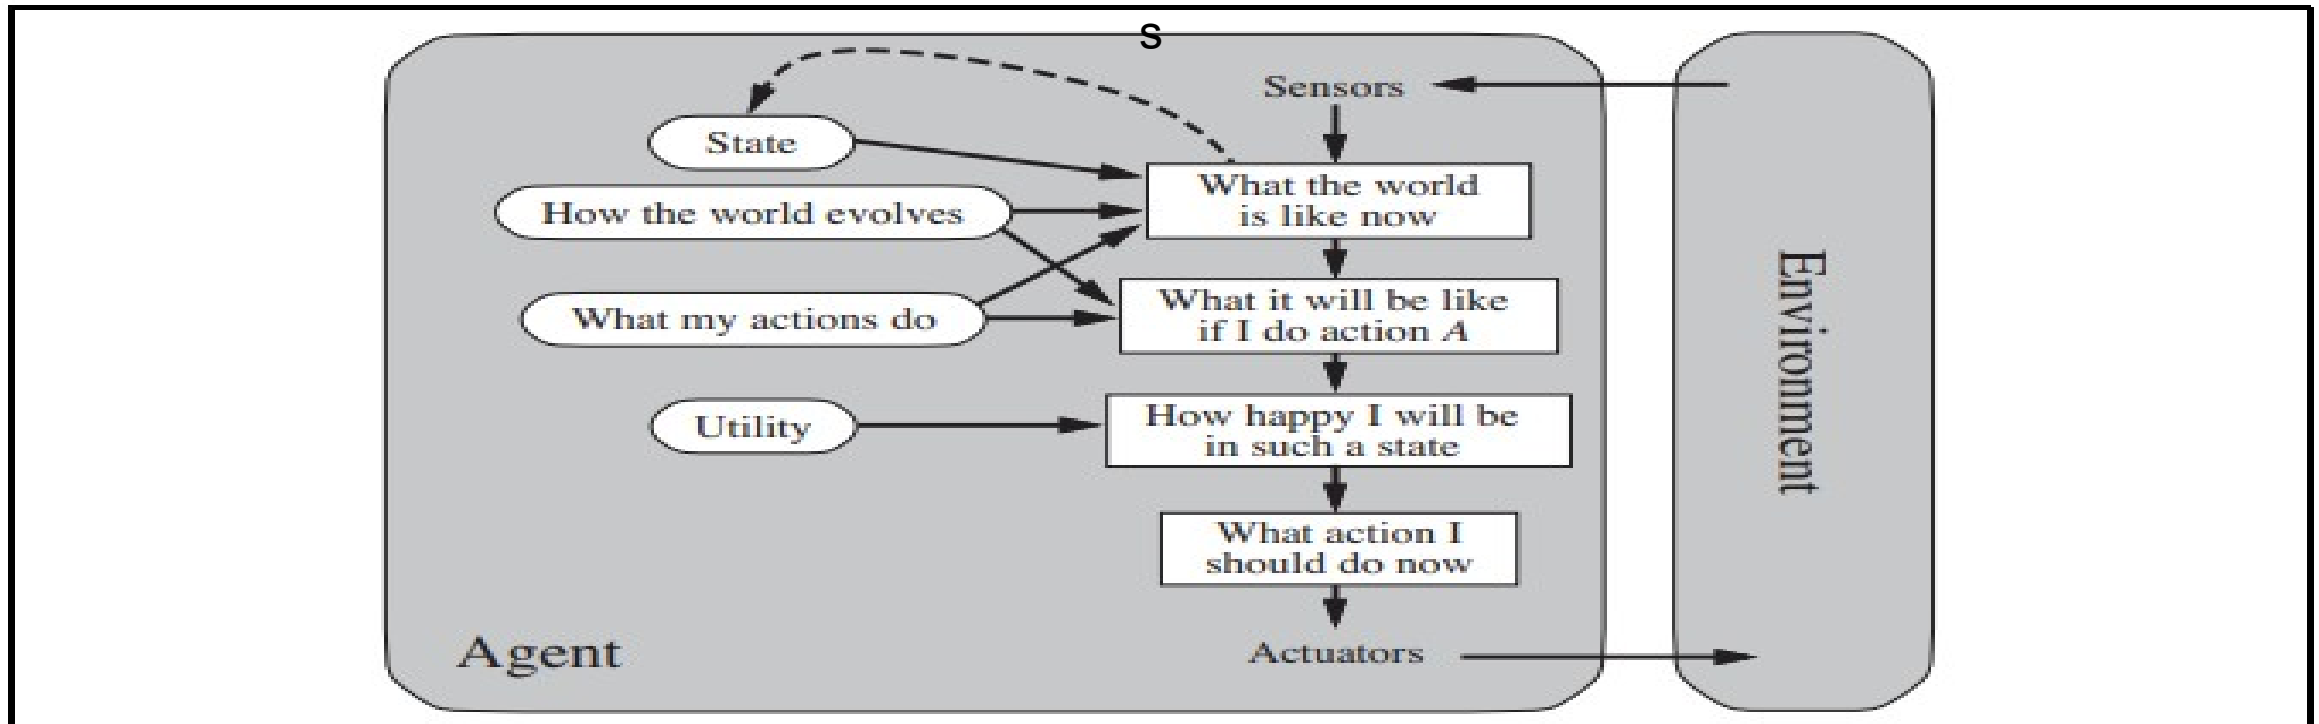 s
Sensors
State
What the world
is like now
How the world evolves
What it will be like
if I do action A
What my actions do
How happy I will be
in such a state
Utility
What action I
should do now
Agent
Actuators
Environment